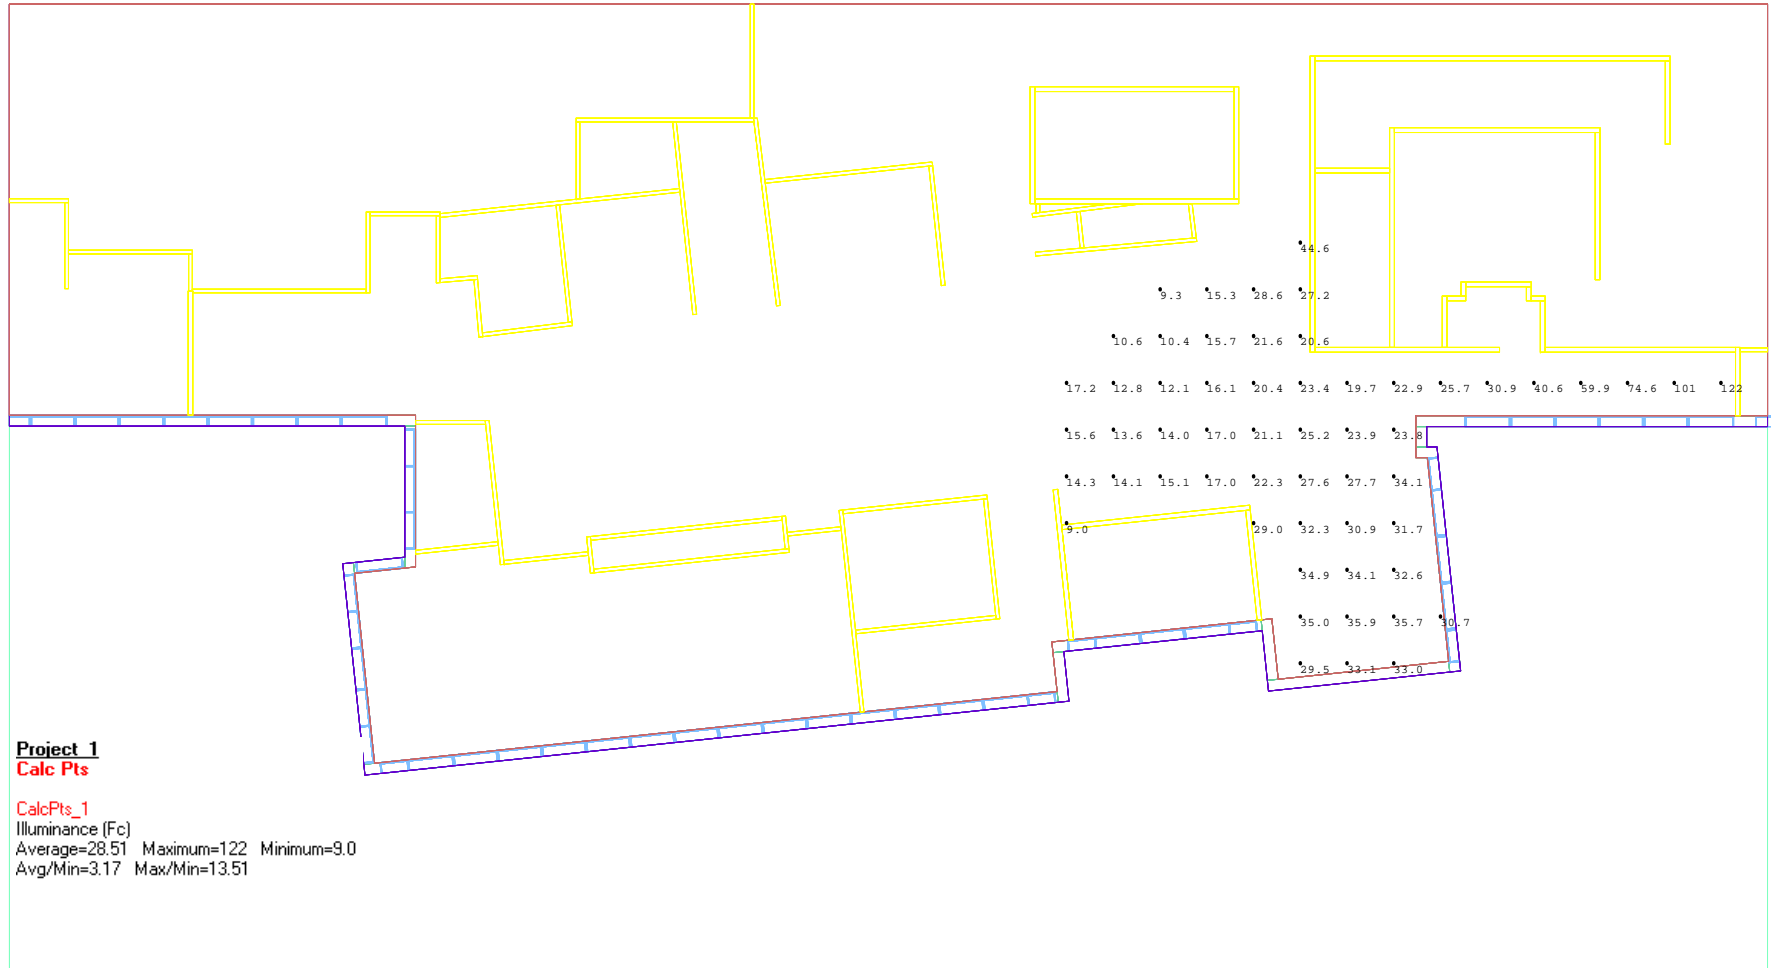 44.6
9.3 15.3 28.6 27.2
10.6 10.4 15.7 21.6 20.6
17.2 12.8 12.1 16.1 20.4 23.4 19.7 22.9 25.7 30.9 40.6 59.9 74.6 101 122
15.6 13.6 14.0 17.0 21.1 25.2 23.9 23.8
14.3 14.1 15.1 17.0 22.3 27.6 27.7 34.1
9.0 29.0 32.3 30.9 31.7
34.9 34.1 32.6
35.0 35.9 35.7 30.7
29.5 33.1 33.0
Project_1
Calc Pts
CalcPts_1
Illuminance (Fc)
Average=28.51 Maximum=122 Minimum=9.0
Avg/Min=3.17 Max/Min=13.51